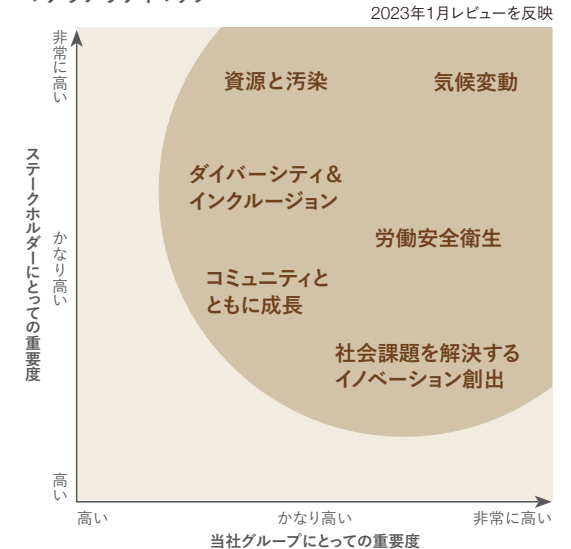 2023年1月レビューを反映
非常に高い
資源と汚染
気候変動
ダイバーシティ&
インクルージョン
ステークホルダーにとっての重要度
かなり高い
労働安全衛生
コミュニティと
ともに成長
社会課題を解決する
イノベーション創出
高い
高い
かなり高い
非常に高い
当社グループにとっての重要度